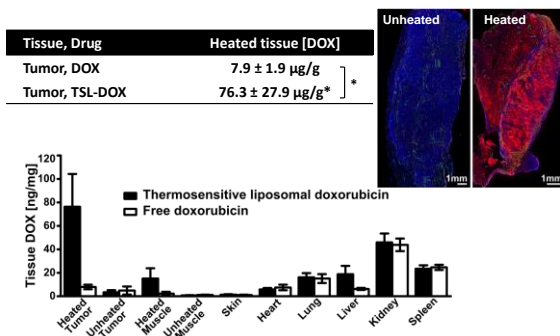 Tissue, Drug Heated tissue [DOX]
Tumor, DOX 7.9 ± 1.9 µg/g
Tumor, TSL-DOX 76.3 ± 27.9 µg/g*
*
Unheated
1mm
Heated
1mm
Tissue DOX [ng/mg]
120
100
80
60
40
20
0
Thermosensitive liposomal doxorubicin
Free doxorubicin
Heated
Tumor
Unheated
Tumor
Heated
Muscle
Unheated
Muscle
Skin
Heart
Lung
Liver
Kidney
Spleen